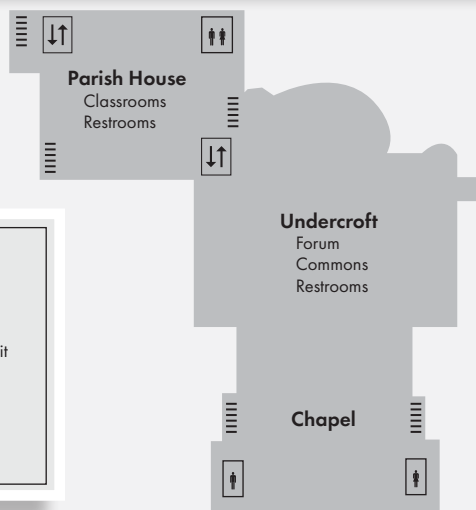 Parish House
Classrooms
Restrooms
Undercroft
Forum
Commons
Restrooms
it
Chapel